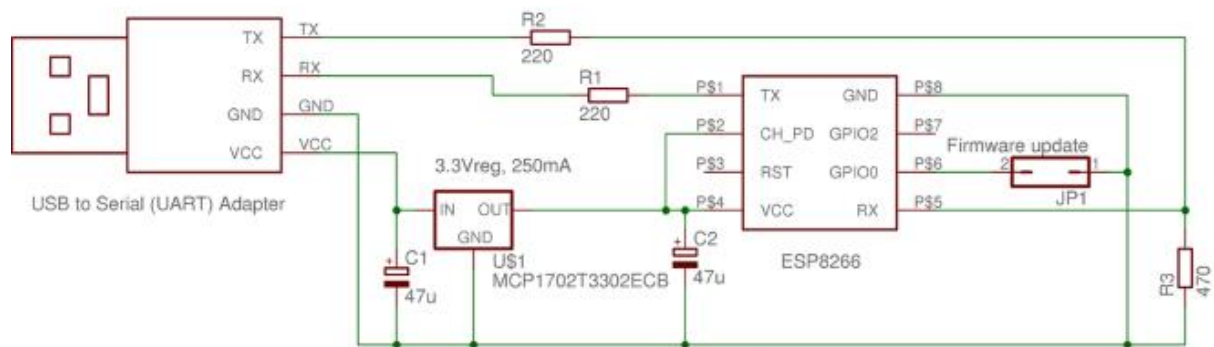 R2
TX TX
220
RX RX
R1
P$1 TX GND P$8
GND GND
220
P$2 CH_PD GPIO2 P$7
VCC VCC
Firmware update
3.3Vreg, 250mA
P$3 RST GPIO0 P$6 2 1
USB to Serial (UART) Adapter
JP1
IN OUT
P$4 VCC RX P$5
GND
C2
ESP8266
+ C1
U$1
+
MCP1702T3302ECB
47u
47u
R3
470